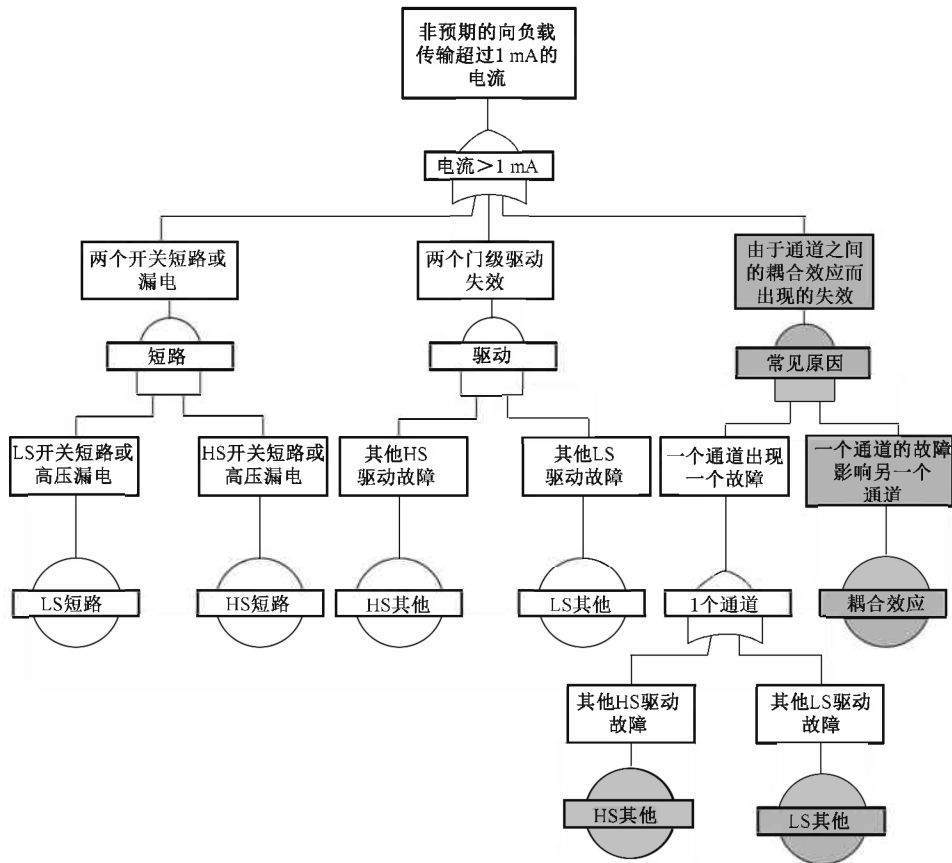 非预期的向负载
传输超过1 mA的
电流
电流>1 mA
两个开关短路或
漏电
两个门级驱动
失效
由于通道之间
的耦合效应而
出现的失效
短路
驱动
常见原因
LS开关短路或
高压漏电
HS开关短路或
高压漏电
其他HS
驱动故障
其他LS
驱动故障
一个通道出现
一个故障
一个通道的故障
影响另一个
通道
LS短路
HS短路
HS其他
LS其他
1个通道
耦合效应
其他HS驱动
故障
其他LS驱动
故障
HS其他
LS其他